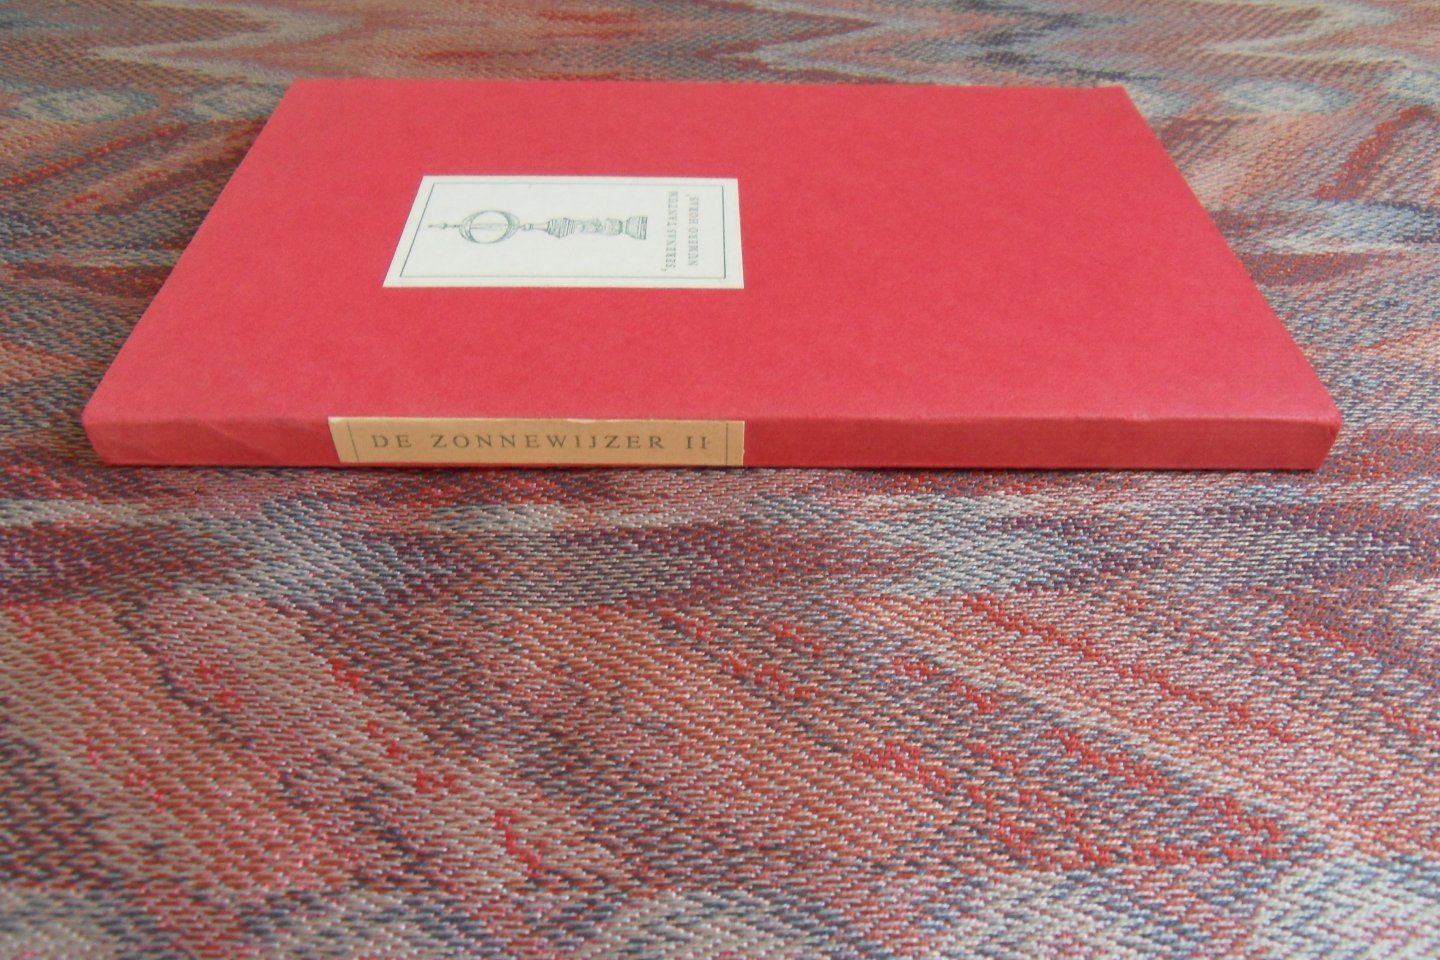 'SERENAS TANTUM
NUMERO HORAS'
DE ZONNEWIJZER II